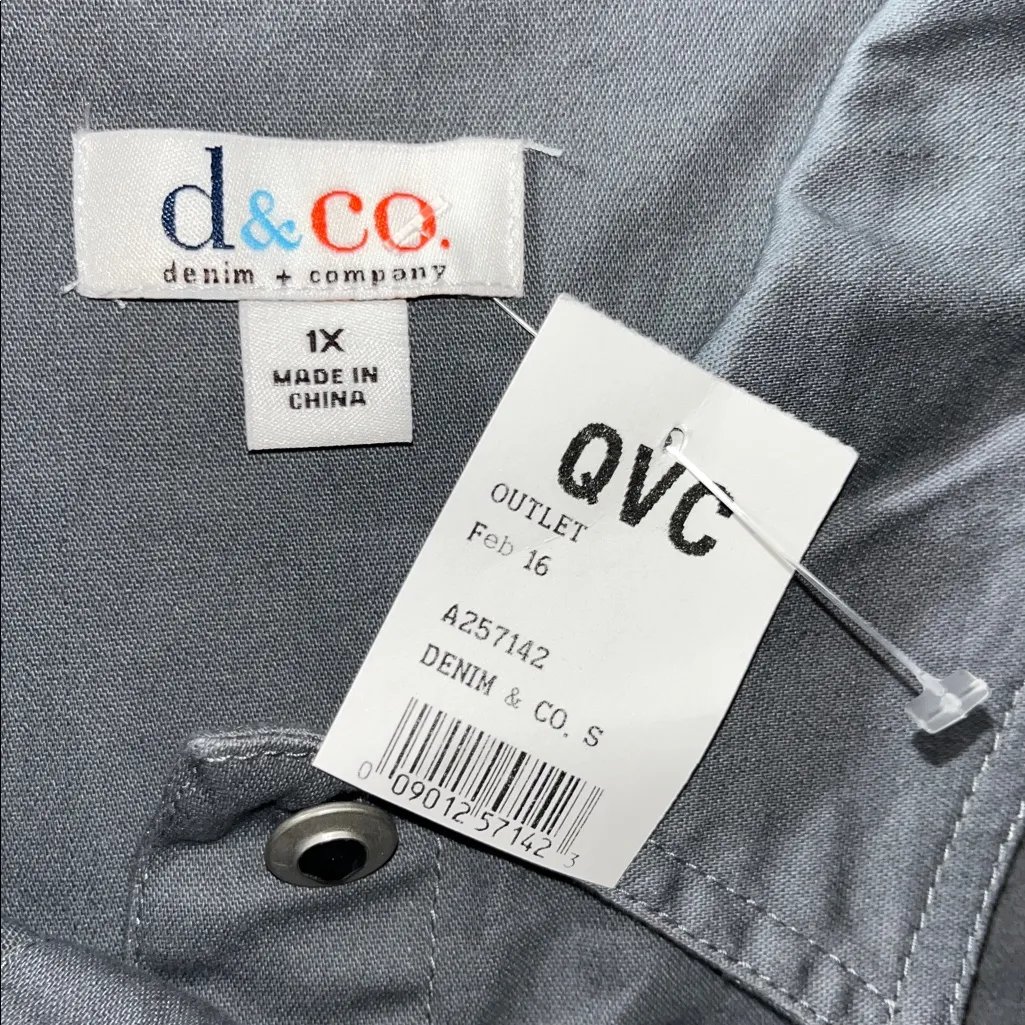 d&co.
denim + company
1X
MADE IN
CHINA
QVC
OUTLET
Feb 16
A257142
DENIM & CO. S
0 09012 57142 3